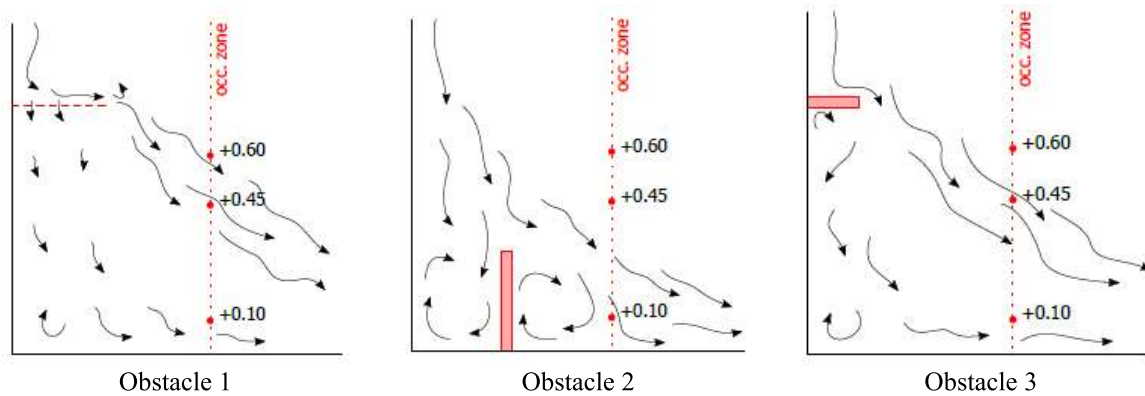 occ. zone
+0.60
+0.45
+0.10
Obstacle 1
occ. zone
+0.60
+0.45
+0.10
Obstacle 2
occ. zone
+0.60
+0.45
+0.10
Obstacle 3